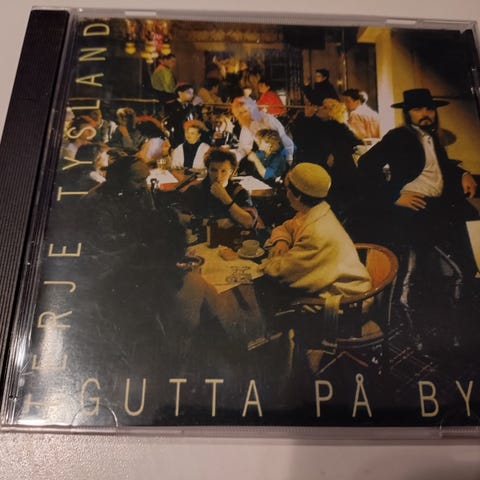 TERJE TYSLAND
GUTTA PÅ BY